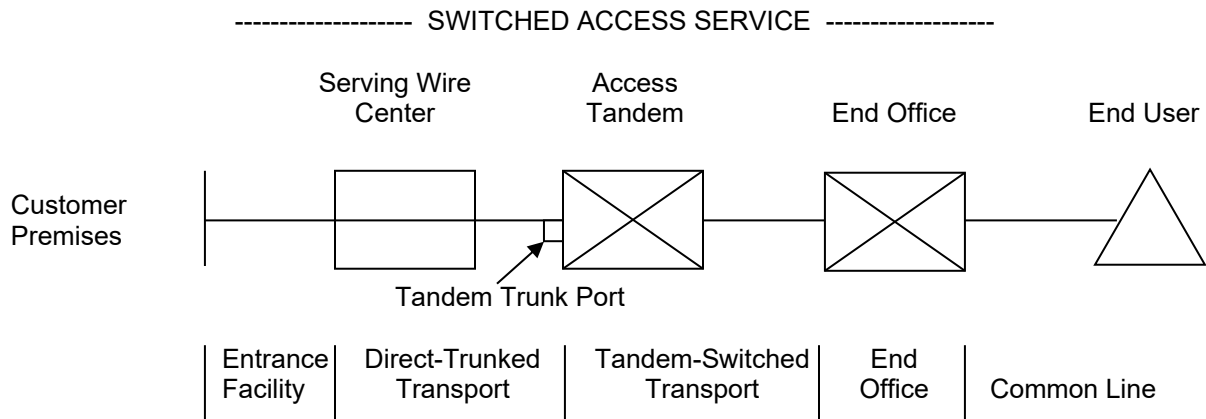 -------------------- SWITCHED ACCESS SERVICE -------------------
Serving Wire
Center
Access
Tandem
End Office
End User
Customer
Premises
Tandem Trunk Port
Entrance
Facility
Direct-Trunked
Transport
Tandem-Switched
Transport
End
Office
Common Line